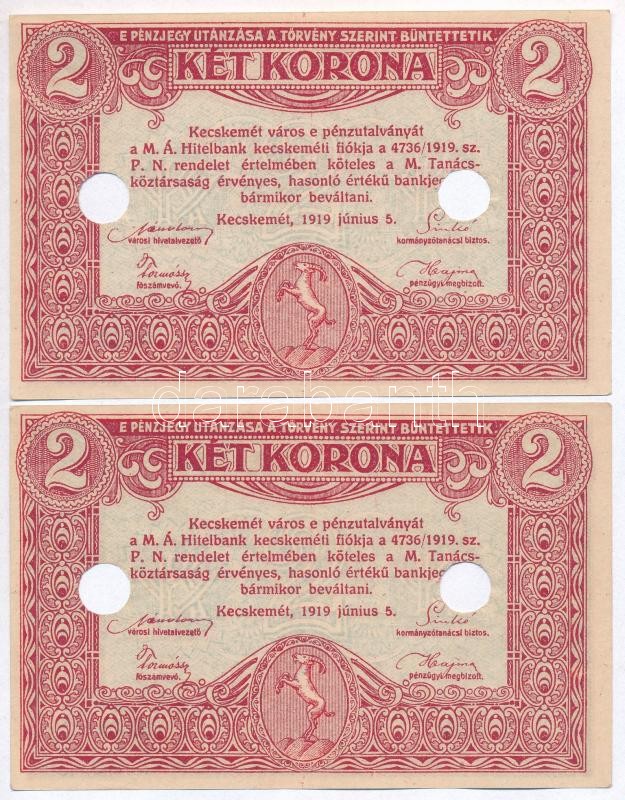 E PÉNZJEGY UTÁNZÁSA A TÖRVÉNY SZERINT BÜNTETTETIK
2 KÉT KORONA 2
Kecskemét város e pénzutalványát
a M. Á. Hitelbank kecskeméti fiókja a 4736/1919. sz.
P. N. rendelet értelmében köteles a M. Tanács-
köztársaság érvényes, hasonló értékű bankje
bármikor beváltani.
Kecskemét, 1919 június 5.
városi hivatalvezető kormányzótanácsi biztos.
főszámvevő. pénzügyi megbizott.
darabanth
E PÉNZJEGY UTÁNZÁSA A TÖRVÉNY SZERINT BÜNTETTETIK
2 KÉT KORONA 2
Kecskemét város e pénzutalványát
a M. Á. Hitelbank kecskeméti fiókja a 4736/1919. sz.
P. N. rendelet értelmében köteles a M. Tanács-
köztársaság érvényes, hasonló értékű bankje
bármikor beváltani.
Kecskemét, 1919 június 5.
városi hivatalvezető kormányzótanácsi biztos.
főszámvevő. pénzügyi megbizott.